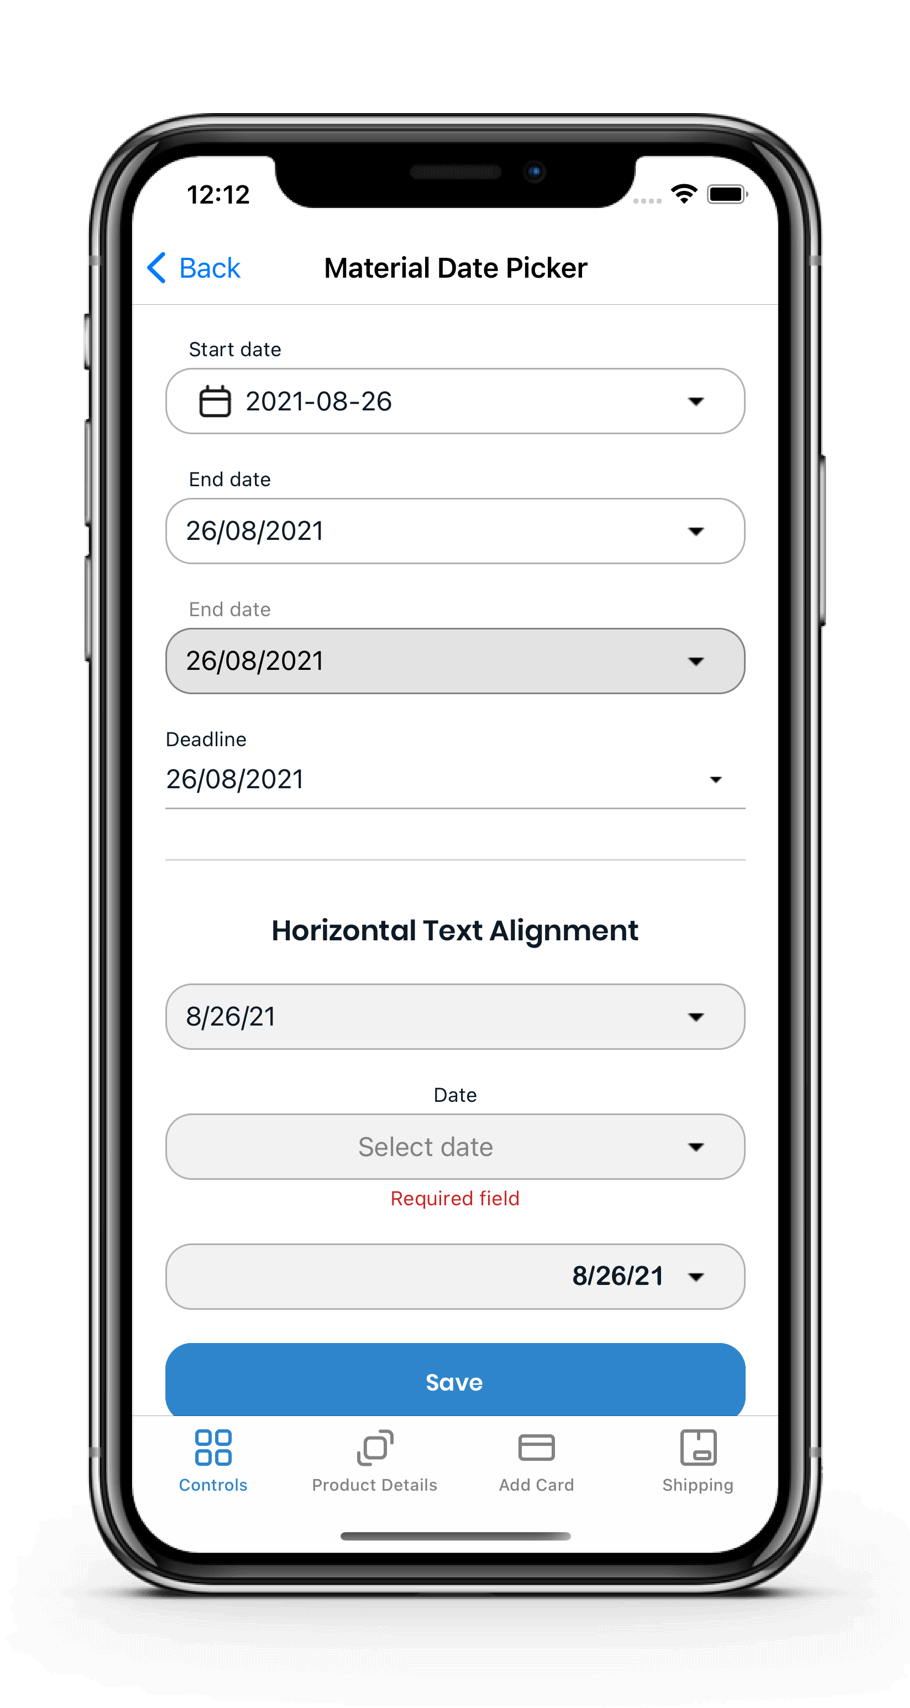 12:12
Back
Material Date Picker
Start date
2021-08-26
End date
26/08/2021
End date
26/08/2021
Deadline
26/08/2021
Horizontal Text Alignment
8/26/21
Date
Select date
Required field
8/26/21
Save
Controls
Product Details
Add Card
Shipping